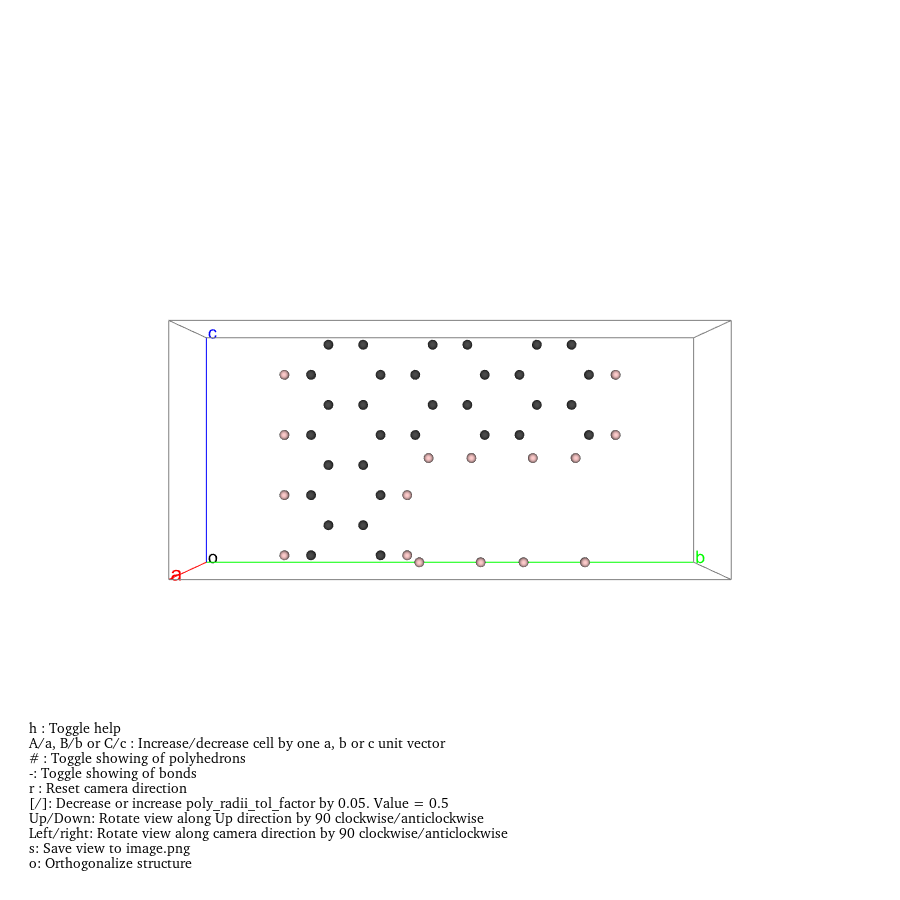 c
o
a
b
h : Toggle help
A/a, B/b or C/c : Increase/decrease cell by one a, b or c unit vector
# : Toggle showing of polyhedrons
-: Toggle showing of bonds
r : Reset camera direction
[/]: Decrease or increase poly_radii_tol_factor by 0.05. Value = 0.5
Up/Down: Rotate view along Up direction by 90 clockwise/anticlockwise
Left/right: Rotate view along camera direction by 90 clockwise/anticlockwise
s: Save view to image.png
o: Orthogonalize structure